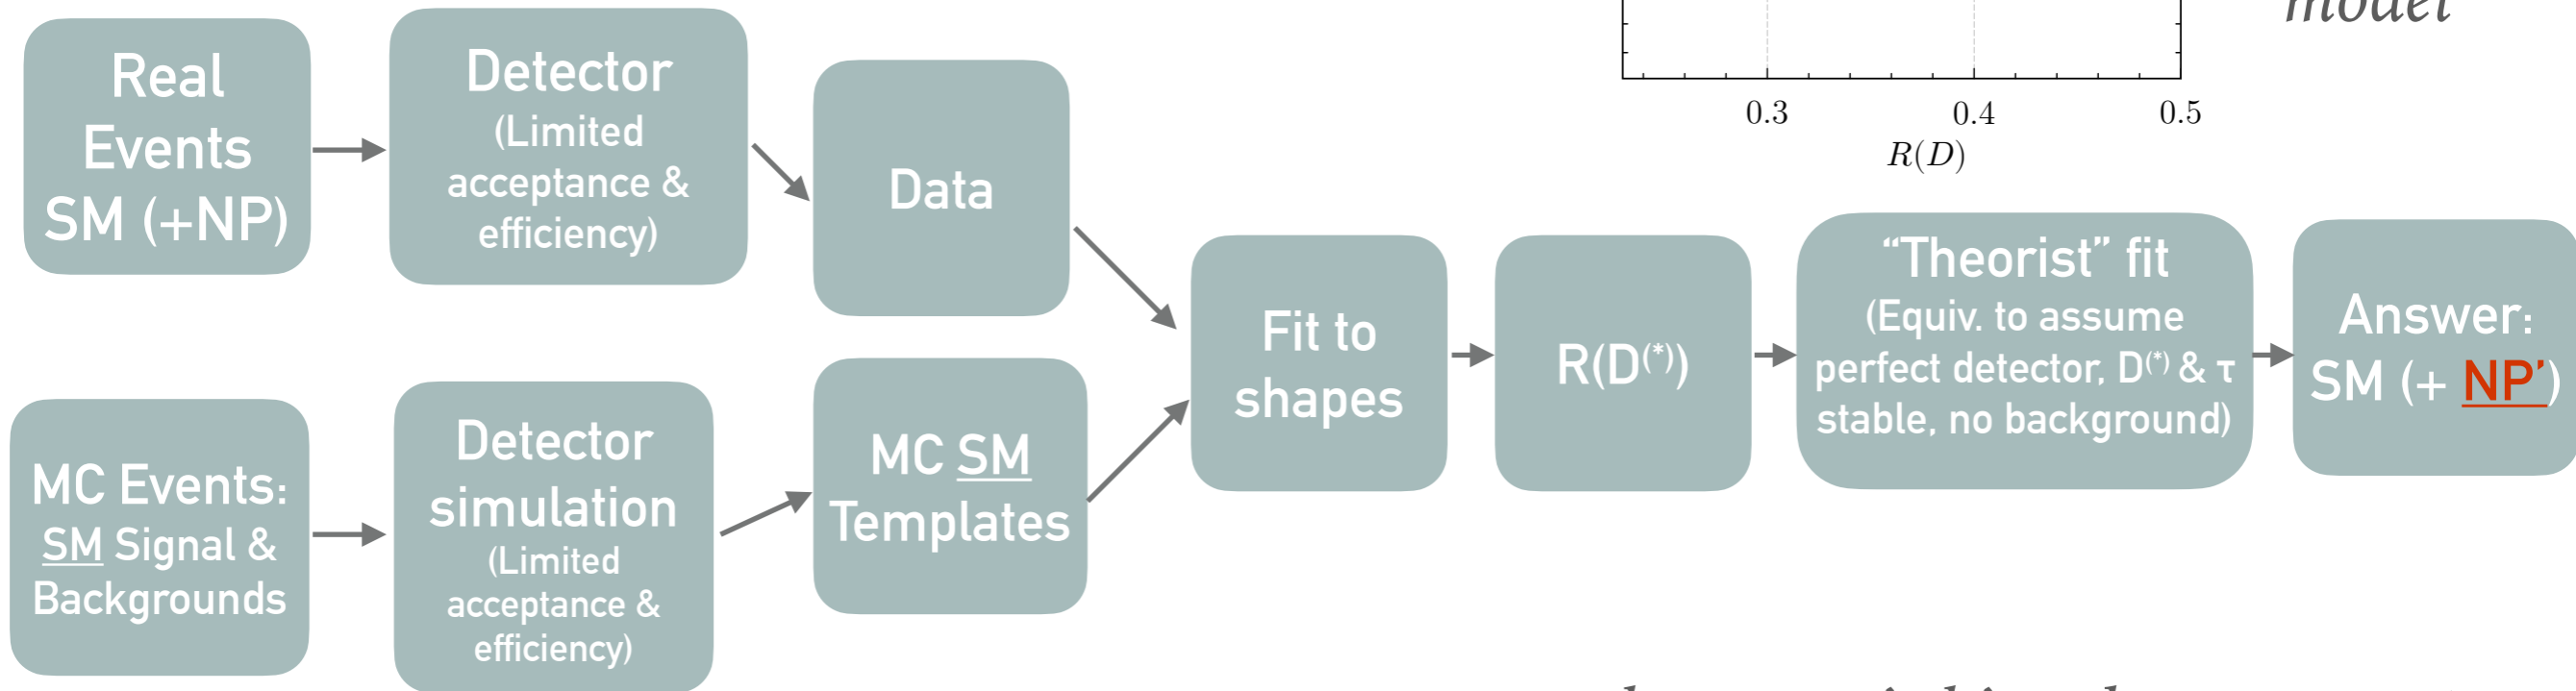 model
0.3
0.4
0.5
R(D)
Real
Events
SM (+NP)
Detector
(Limited
acceptance &
efficiency)
Data
MC Events:
SM Signal &
Backgrounds
Detector
simulation
(Limited
acceptance &
efficiency)
MC SM
Templates
Fit to
shapes
R(D(*))
“Theorist” fit
(Equiv. to assume
perfect detector, D(*) & τ
stable, no background)
Answer:
SM (+ NP’)